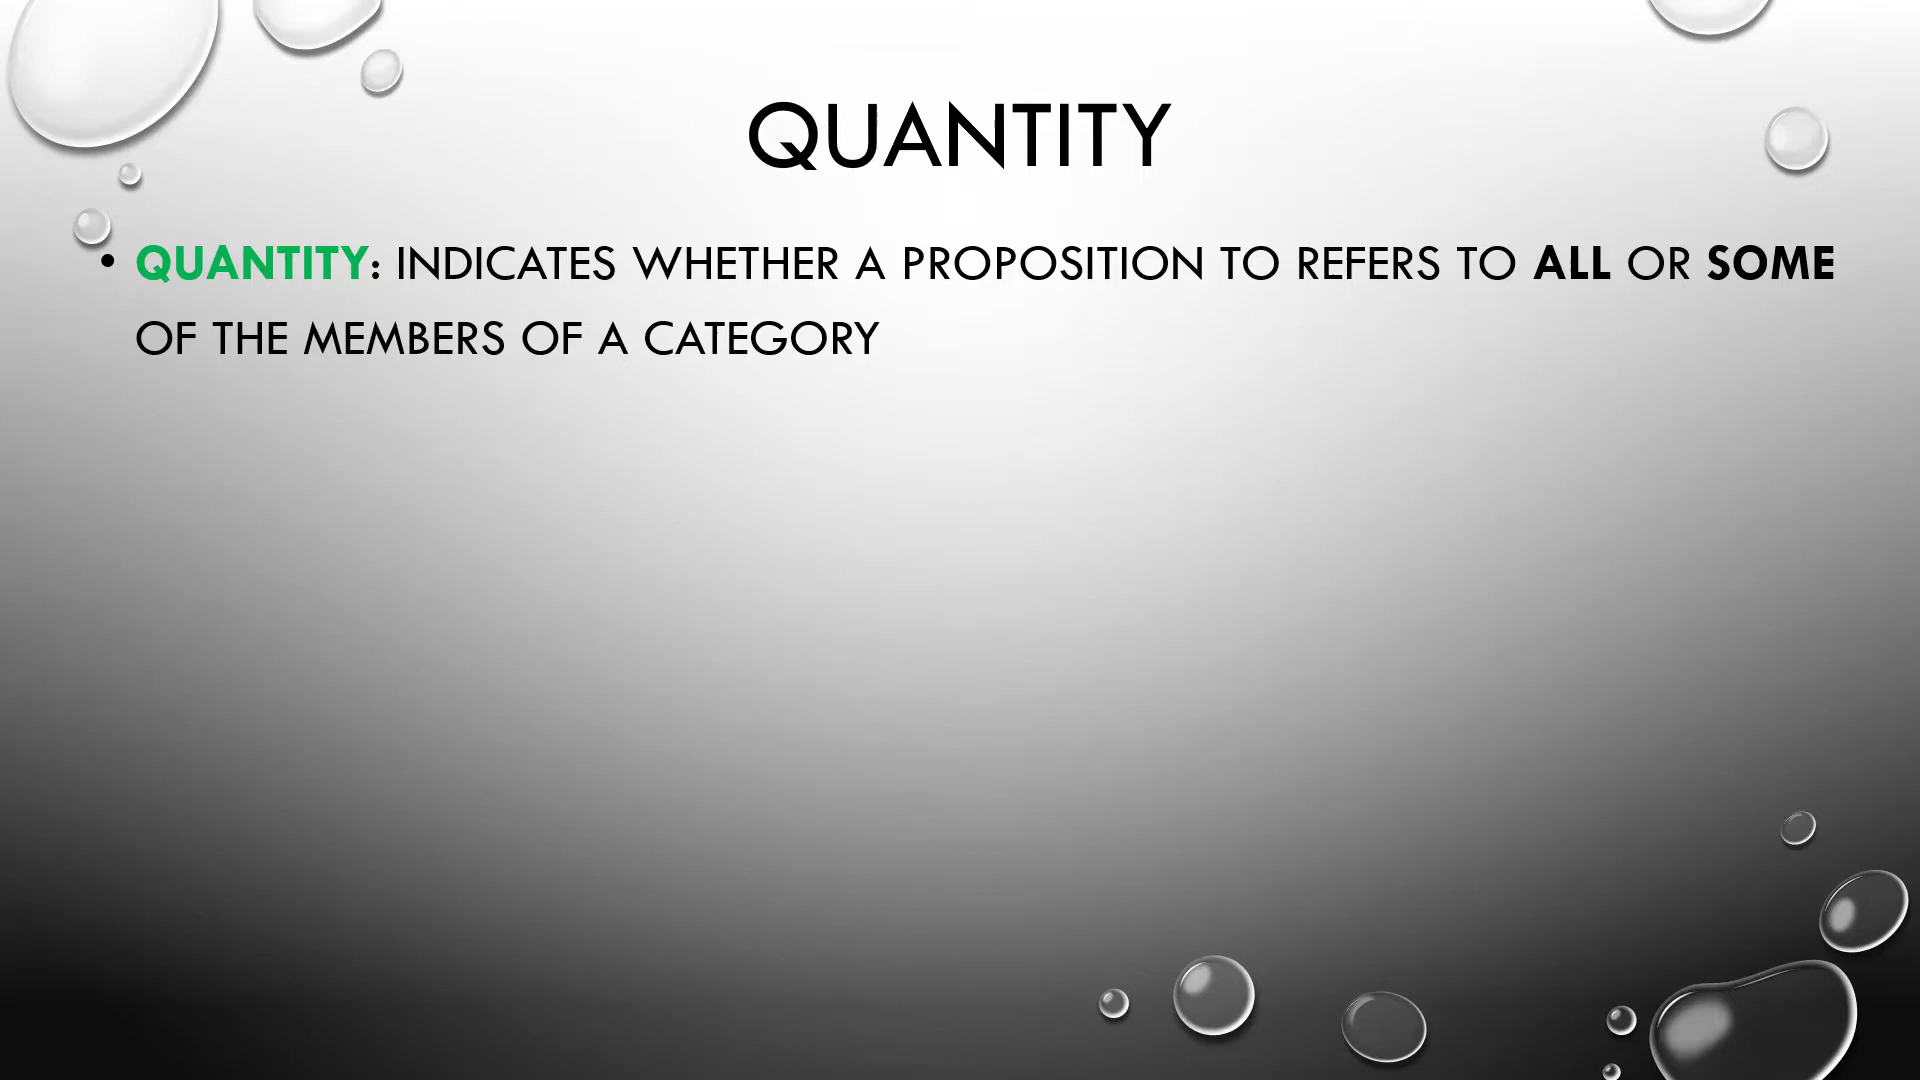 QUANTITY
• QUANTITY: INDICATES WHETHER A PROPOSITION TO REFERS TO ALL OR SOME
OF THE MEMBERS OF A CATEGORY